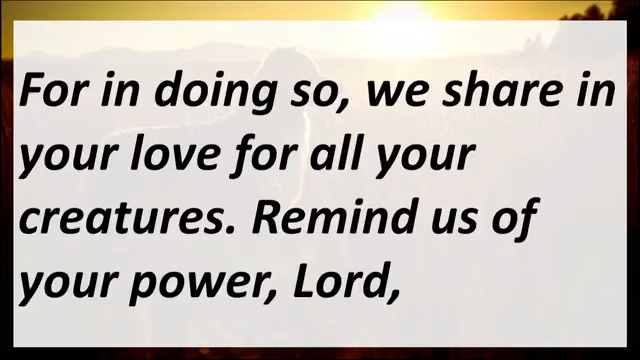 For in doing so, we share in
your love for all your
creatures. Remind us of
your power, Lord,